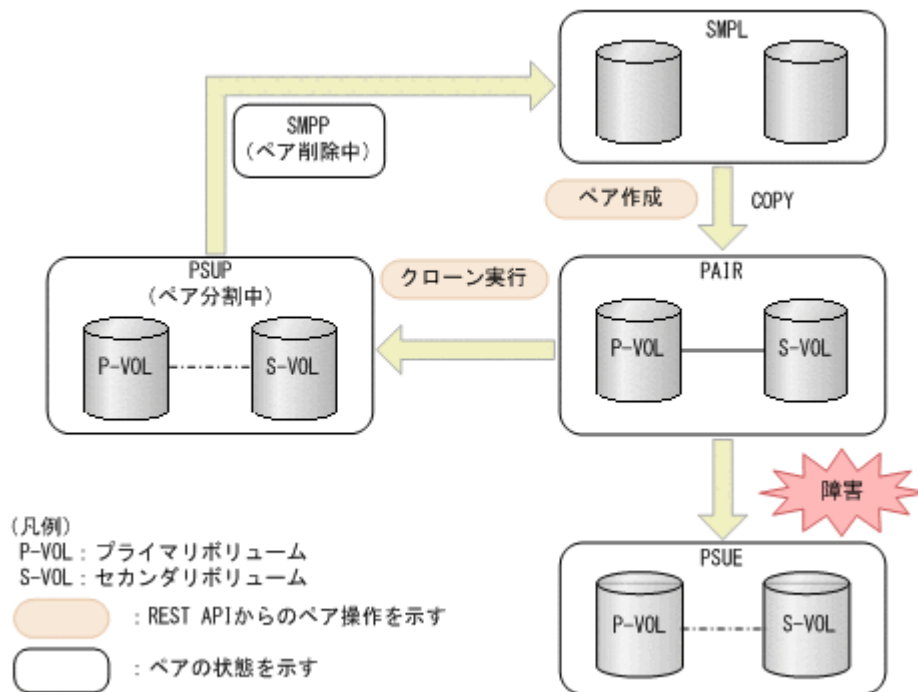 SMPL
SMPP
(ペア削除中)
ペア作成
COPY
PSUP
(ペア分割中)
P-VOL
S-VOL
クローン実行
PAIR
P-VOL
S-VOL
障害
PSUE
P-VOL
S-VOL
(凡例)
P-VOL:プライマリボリューム
S-VOL:セカンダリボリューム
:REST APIからのペア操作を示す
:ペアの状態を示す